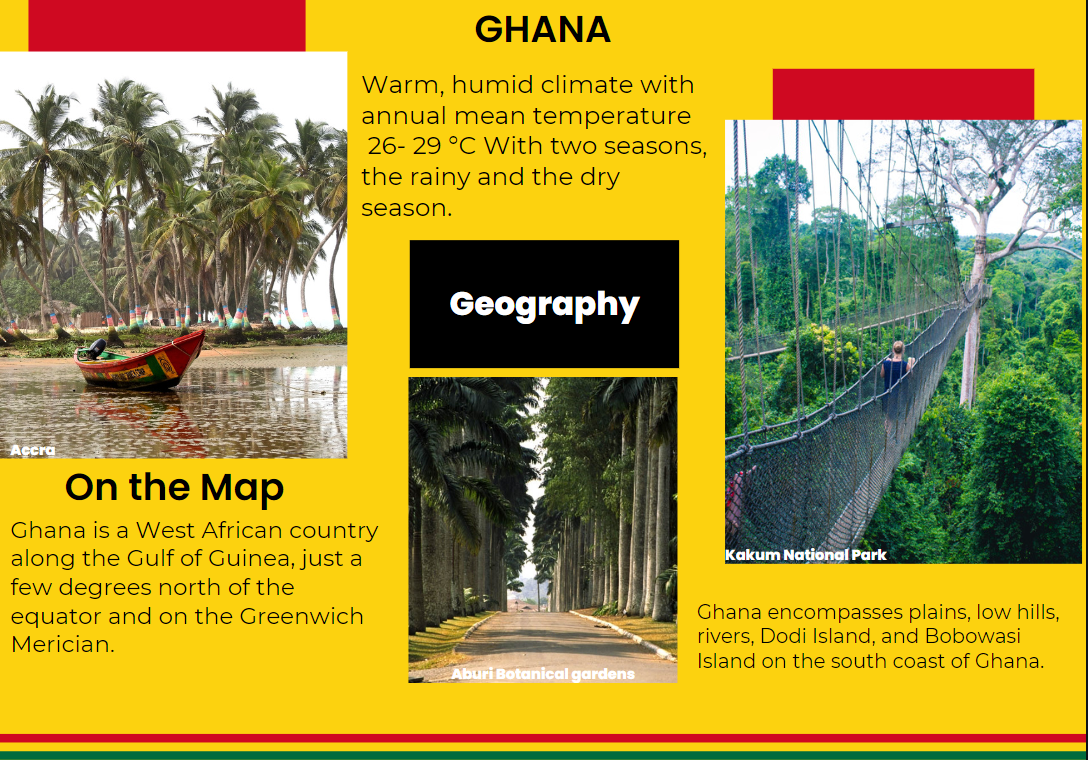 GHANA
Warm, humid climate with
annual mean temperature
26- 29 °C With two seasons,
the rainy and the dry
season.
Geography
Accra
On the Map
Ghana is a West African country
along the Gulf of Guinea, just a
few degrees north of the
equator and on the Greenwich
Merician.
Aburi Botanical gardens
Kakum National Park
Ghana encompasses plains, low hills,
rivers, Dodi Island, and Bobowasi
Island on the south coast of Ghana.